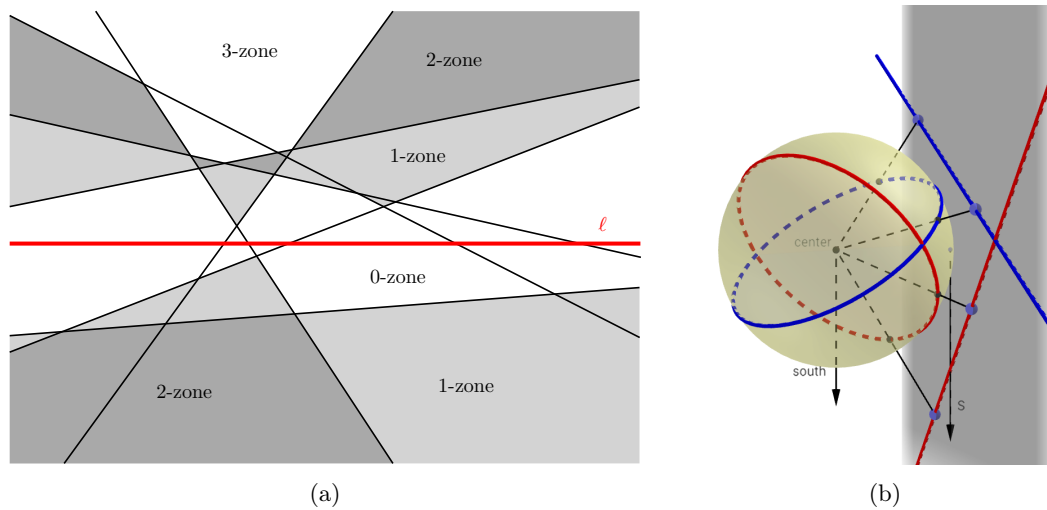 3-zone
2-zone
1-zone
ℓ
0-zone
2-zone
1-zone
(a)
center
south
S
(b)